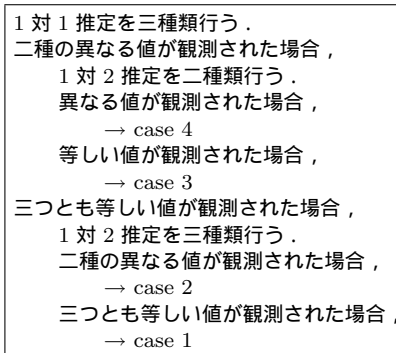 1 対 1 推定を三種類行う．
二種の異なる値が観測された場合，
1 対 2 推定を二種類行う．
異なる値が観測された場合，
→ case 4
等しい値が観測された場合，
→ case 3
三つとも等しい値が観測された場合，
1 対 2 推定を三種類行う．
二種の異なる値が観測された場合，
→ case 2
三つとも等しい値が観測された場合，
→ case 1